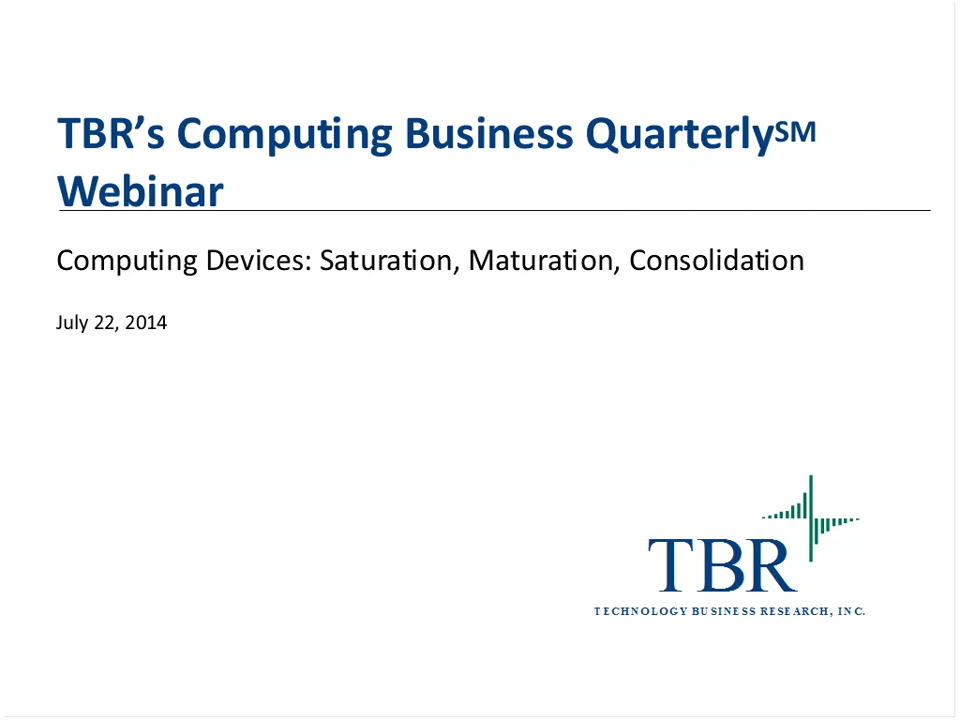 TBR’s Computing Business Quarterly℠
Webinar
Computing Devices: Saturation, Maturation, Consolidation
July 22, 2014
TBR
TECHNOLOGY BUSINESS RESEARCH, INC.